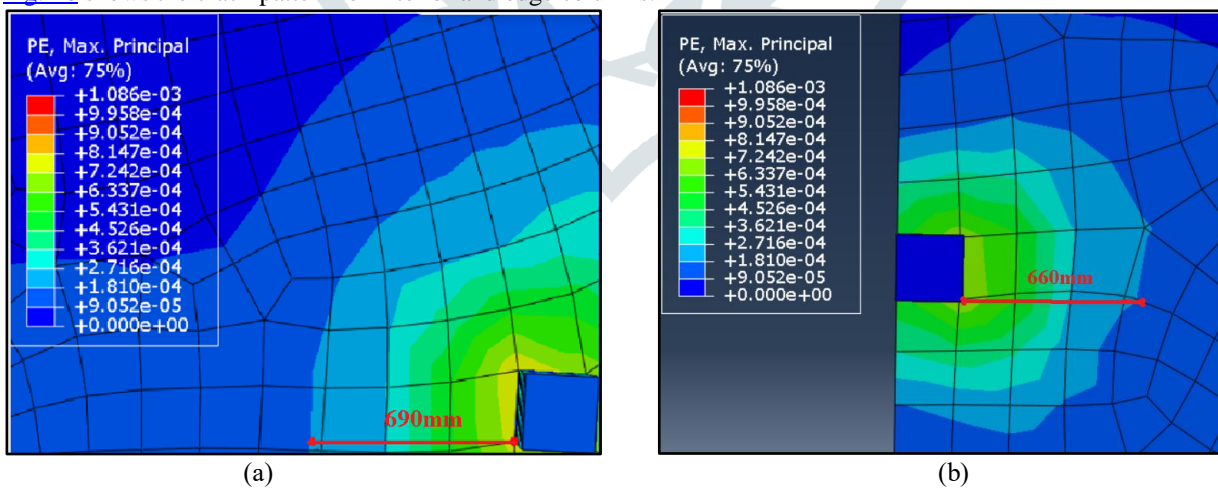 PE, Max. Principal
(Avg: 75%)
+1.086e-03
+9.958e-04
+9.052e-04
+8.147e-04
+7.242e-04
+6.337e-04
+5.431e-04
+4.526e-04
+3.621e-04
+2.716e-04
+1.810e-04
+9.052e-05
+0.000e+00
690mm
(a)
PE, Max. Principal
(Avg: 75%)
+1.086e-03
+9.958e-04
+9.052e-04
+8.147e-04
+7.242e-04
+6.337e-04
+5.431e-04
+4.526e-04
+3.621e-04
+2.716e-04
+1.810e-04
+9.052e-05
+0.000e+00
660mm
(b)